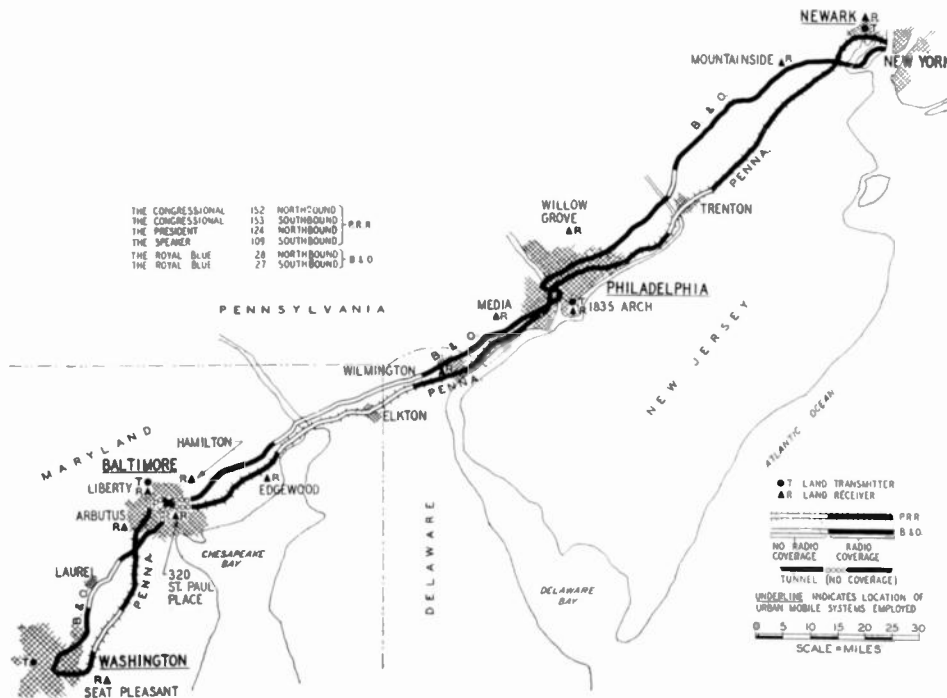 NEWARK R
T
NEW YORK
MOUNTAINSIDE R
B & O.
PENNA.
THE CONGRESSIONAL 152 NORTHBOUND
THE CONGRESSIONAL 153 SOUTHBOUND
THE PRESIDENT 124 NORTHBOUND
THE SPEAKER 109 SOUTHBOUND
P R R
THE ROYAL BLUE 28 NORTHBOUND
THE ROYAL BLUE 27 SOUTHBOUND
B & O
WILLOW
GROVE
R
TRENTON
PHILADELPHIA
T
R 1835 ARCH
PENNSYLVANIA
MEDIA
R
B & O
WILMINGTON R
PENNA.
ELKTON
NEW JERSEY
ATLANTIC OCEAN
MARYLAND
HAMILTON
BALTIMORE
T
R
LIBERTY R
EDGEWOOD
R
ARBUTUS
R
R
CHESAPEAKE
BAY
320
ST. PAUL
PLACE
LAUREL
B & O
PENNA.
DELAWARE
DELAWARE
BAY
T
WASHINGTON
R
SEAT PLEASANT
T LAND TRANSMITTER
R LAND RECEIVER
P R R
B & O.
NO RADIO
COVERAGE
RADIO
COVERAGE
TUNNEL (NO COVERAGE)
UNDERLINE INDICATES LOCATION OF
URBAN MOBILE SYSTEMS EMPLOYED
0 5 10 15 20 25 30
SCALE = MILES